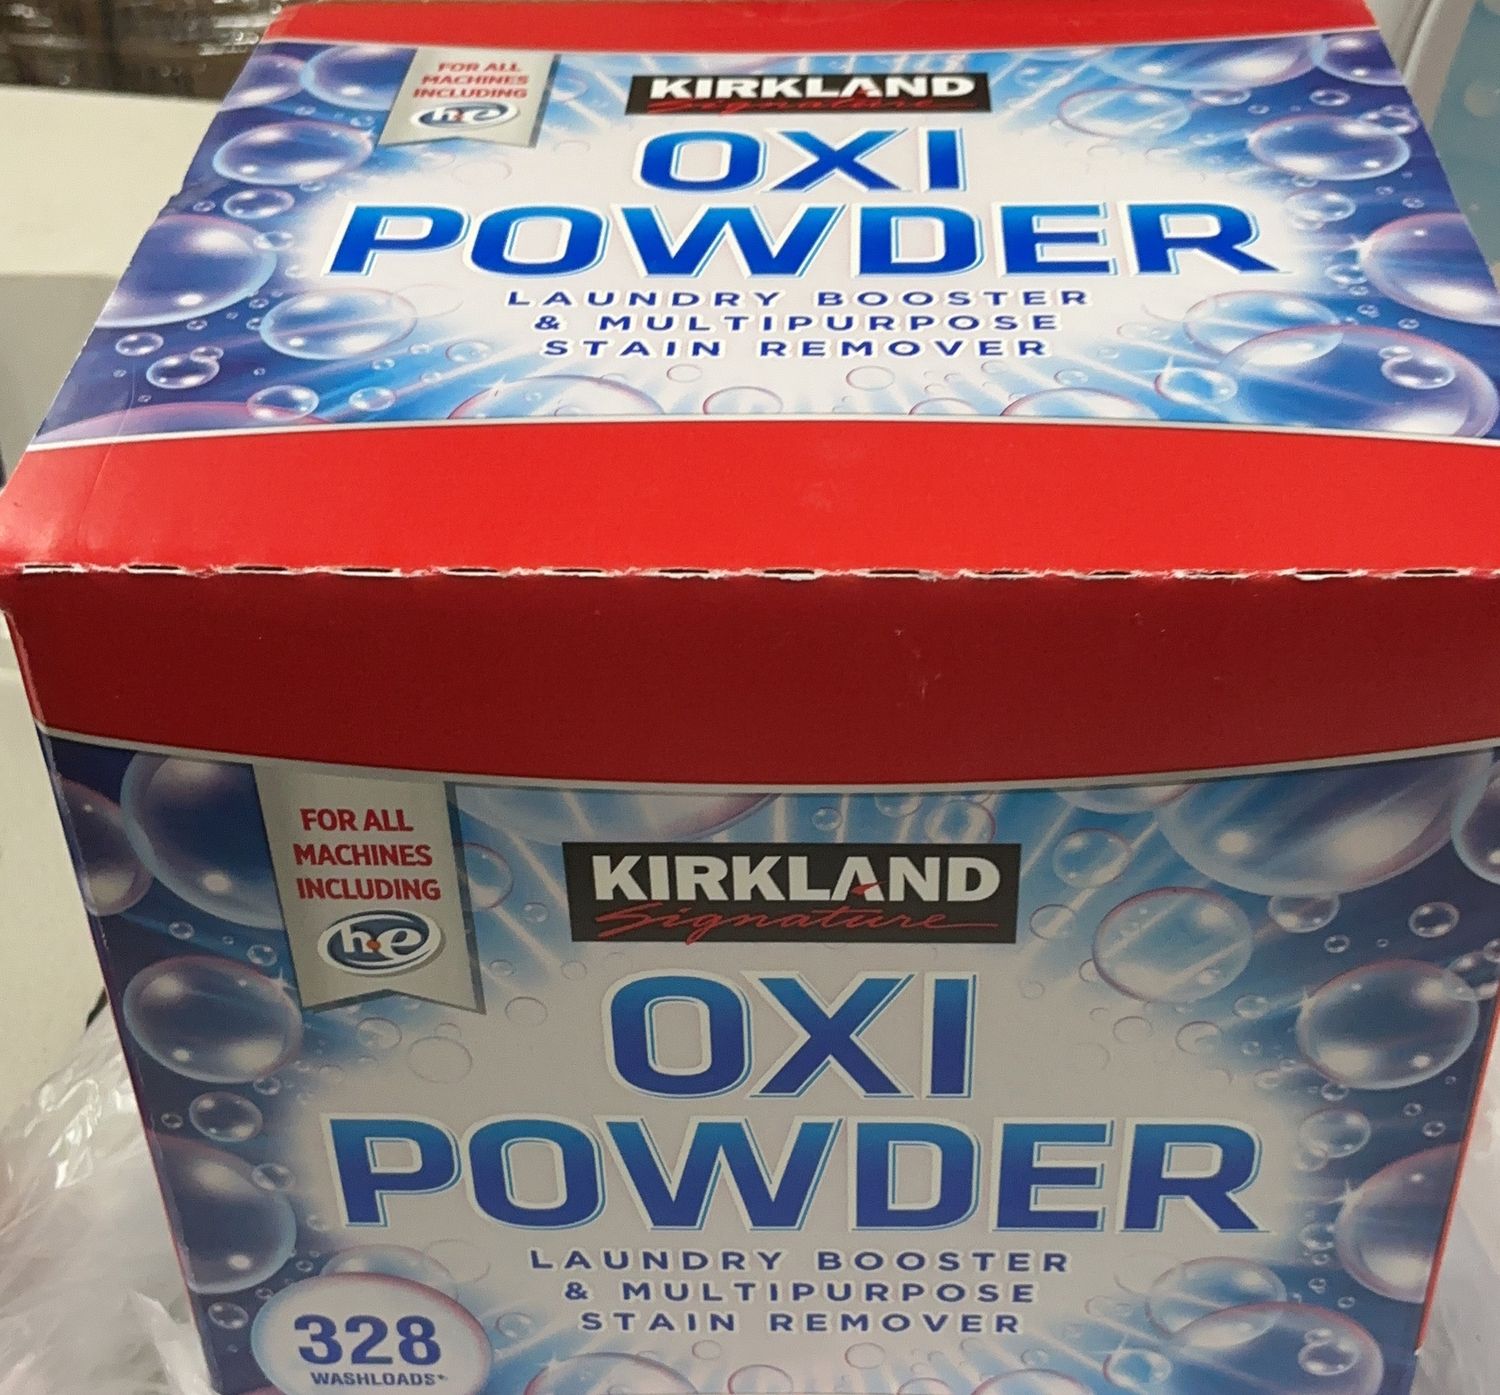 FOR ALL
MACHINES
INCLUDING
he
KIRKLAND
Signature
OXI
POWDER
LAUNDRY BOOSTER
& MULTIPURPOSE
STAIN REMOVER
FOR ALL
MACHINES
INCLUDING
he
KIRKLAND
Signature
OXI
POWDER
LAUNDRY BOOSTER
& MULTIPURPOSE
STAIN REMOVER
328
WASHLOADS*